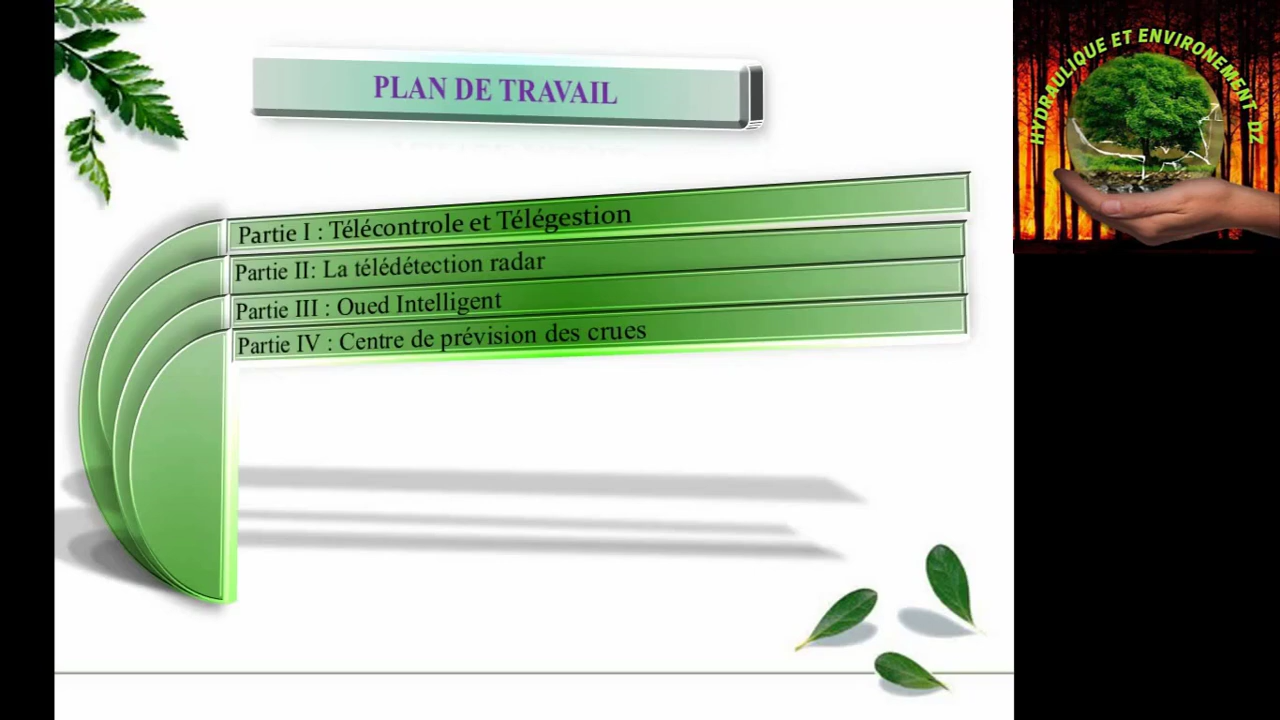 PLAN DE TRAVAIL
HYDRAULIQUE ET ENVIRONEMENT DZ
Partie I : Télécontrole et Télégestion
Partie II: La télédétection radar
Partie III : Oued Intelligent
Partie IV : Centre de prévision des crues